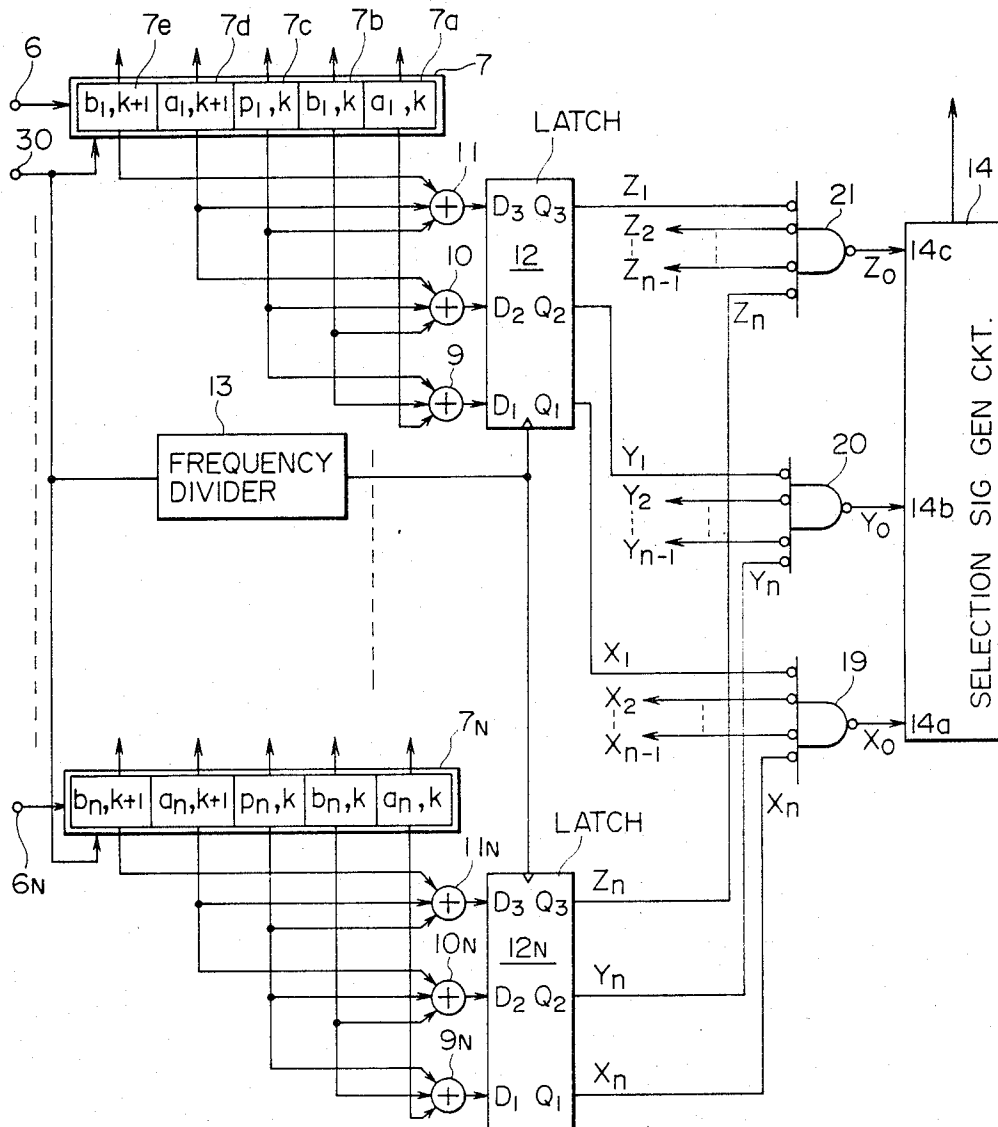 7e 7d 7c 7b 7a
6 7
b1,k+1 a1,k+1 p1,k b1,k a1,k
30 LATCH
11 Z1 21 14
D3 Q3 Z2
12 Zn-1 Z0 14c
10 D2 Q2 Zn
9 D1 Q1
13
FREQUENCY
DIVIDER
Y1 20
Y2
Yn-1 Y0 14b
Yn
SELECTION SIG GEN CKT.
X1 19
X2
Xn-1 X0 14a
Xn
7N
bn,k+1 an,k+1 pn,k bn,k an,k
6N LATCH
11N D3 Q3 Zn
12N
10N D2 Q2 Yn
9N D1 Q1 Xn